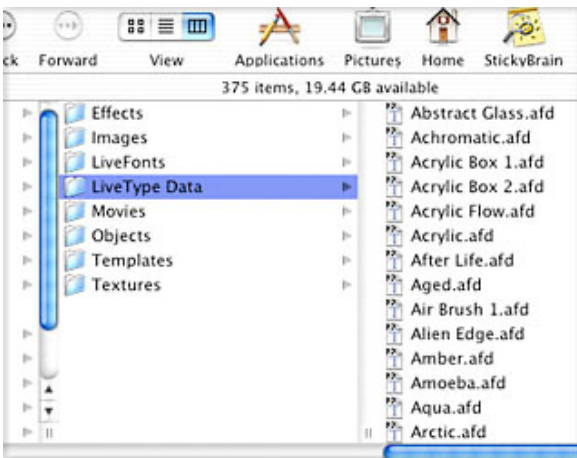 ck Forward View Applications Pictures Home StickyBrain
375 items, 19.44 GB available
Effects
Images
LiveFonts
LiveType Data
Movies
Objects
Templates
Textures
Abstract Glass.afd
Achromatic.afd
Acrylic Box 1.afd
Acrylic Box 2.afd
Acrylic Flow.afd
Acrylic.afd
After Life.afd
Aged.afd
Air Brush 1.afd
Alien Edge.afd
Amber.afd
Amoeba.afd
Aqua.afd
Arctic.afd